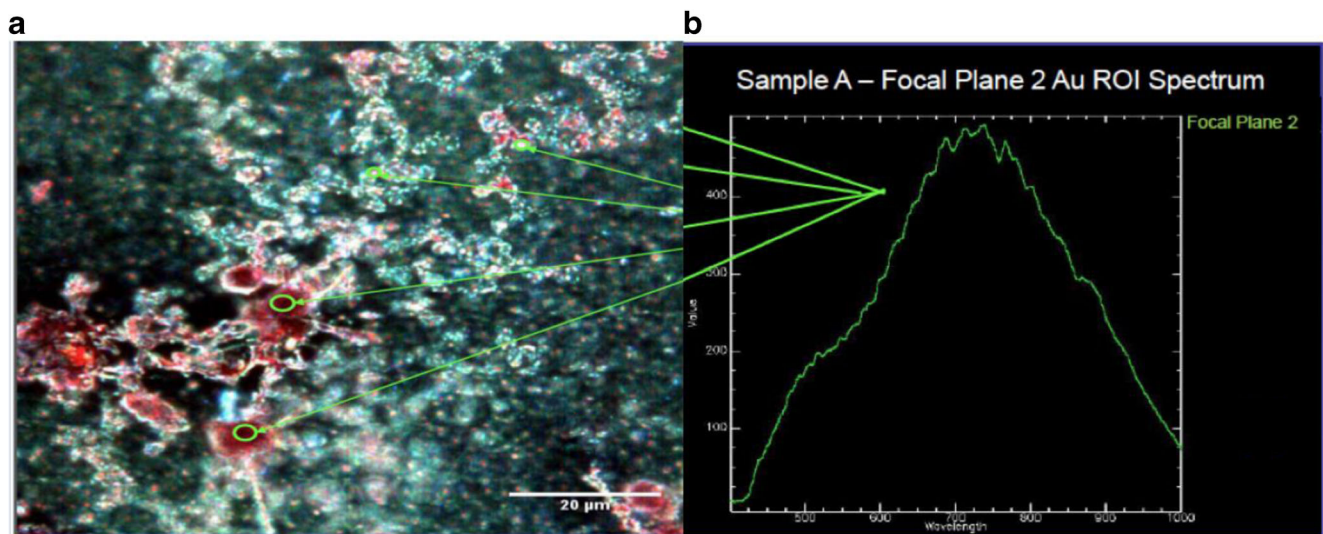 a
b
Sample A – Focal Plane 2 Au ROI Spectrum
Focal Plane 2
400
300
200
100
Value
500
600
700
800
900
1000
Wavelength
20 µm